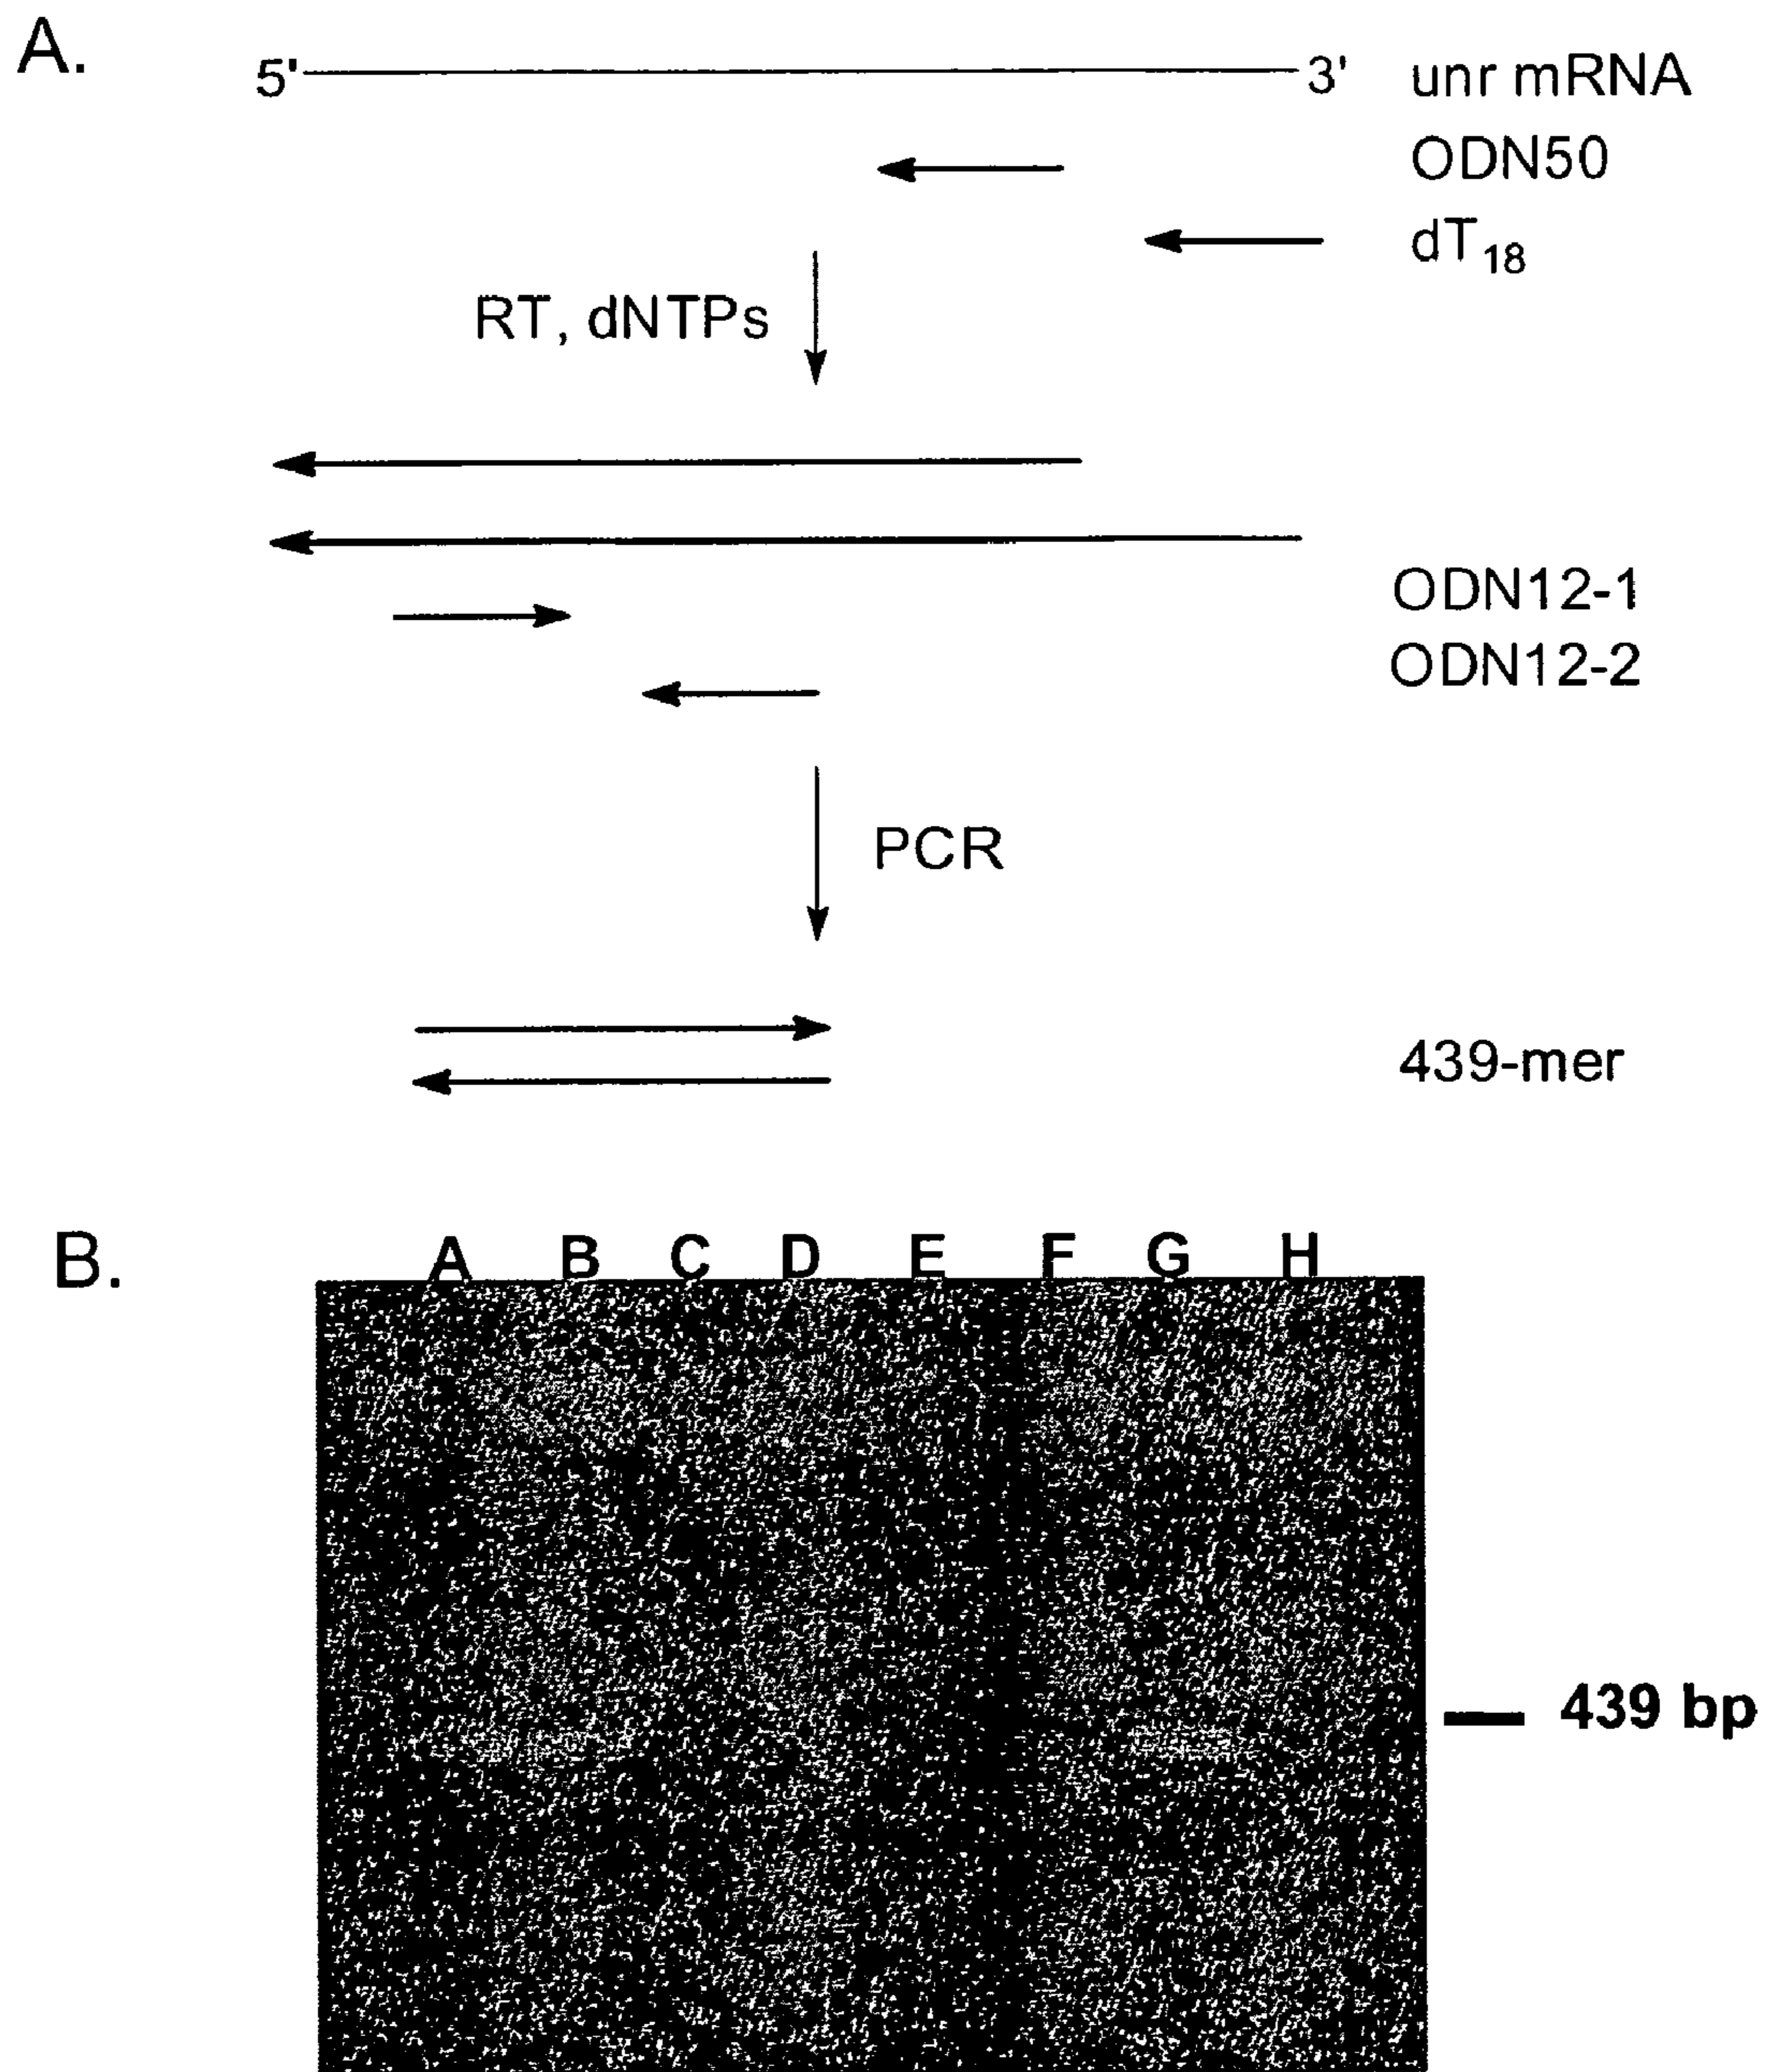 A.
5' 3' unr mRNA
ODN50
dT18
RT, dNTPs
ODN12-1
ODN12-2
PCR
439-mer
B.
A B C D E F G H
439 bp